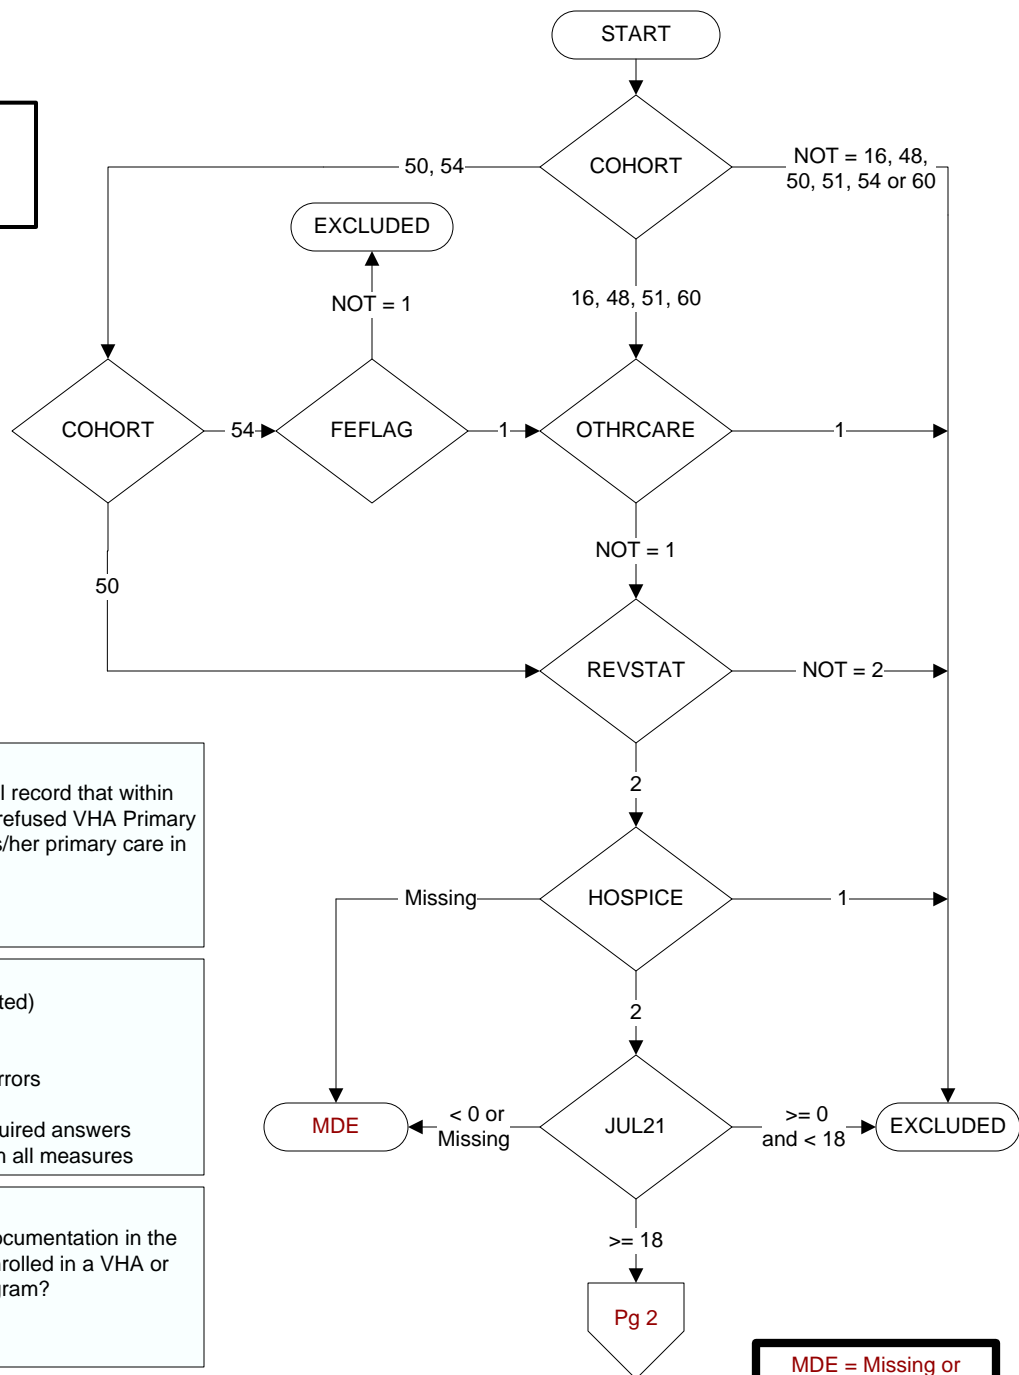 START
COHORT
50, 54
NOT = 16, 48,
50, 51, 54 or 60
EXCLUDED
NOT = 1
16, 48, 51, 60
COHORT
54
FEFLAG
1
OTHRCARE
1
NOT = 1
50
REVSTAT
NOT = 2
2
record that within
refused VHA Primary
s/her primary care in
Missing
HOSPICE
1
2
ted)
rrors
uired answers
n all measures
MDE
< 0 or
Missing
JUL21
>= 0
and < 18
EXCLUDED
>= 18
ocumentation in the
nrolled in a VHA or
gram?
Pg 2
MDE = Missing or